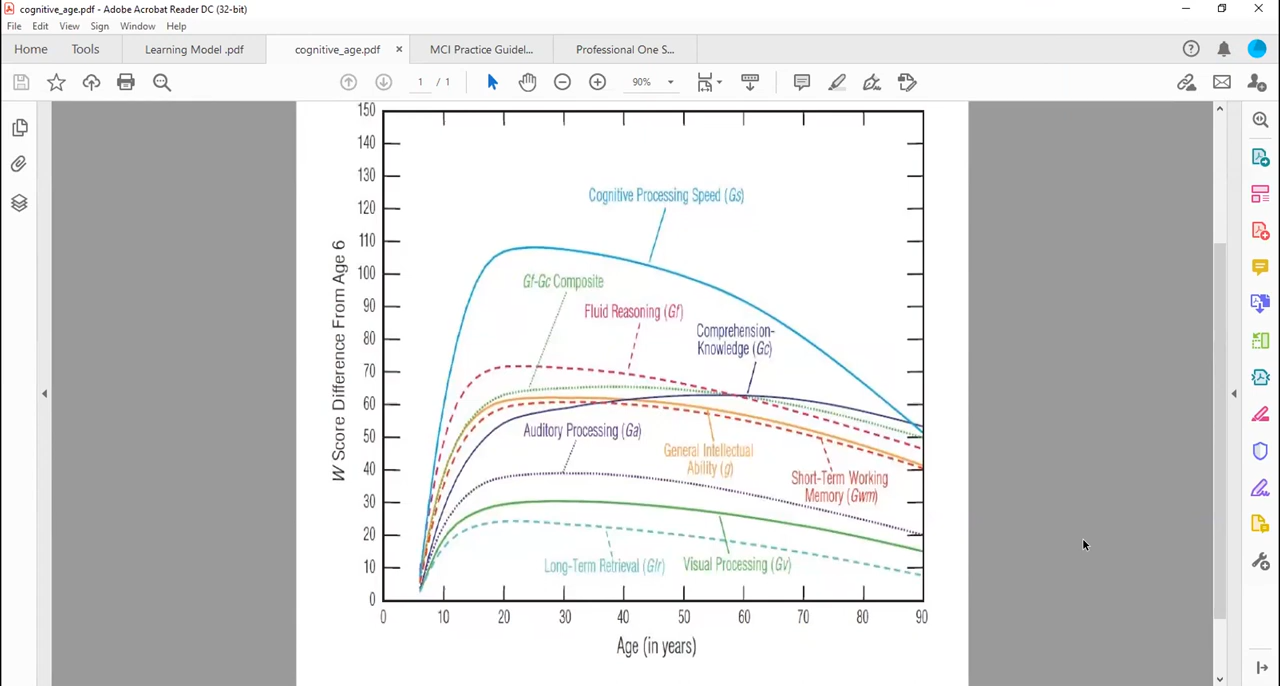 cognitive_age.pdf - Adobe Acrobat Reader DC (32-bit)
File Edit View Sign Window Help
Home Tools Learning Model .pdf cognitive_age.pdf × MCI Practice Guidel... Professional One S...
1 / 1 90%
150
140
130
120
110
100
90
80
70
60
50
40
30
20
10
0
W Score Difference From Age 6
Cognitive Processing Speed (Gs)
Gf-Gc Composite
Fluid Reasoning (Gf)
Comprehension-
Knowledge (Gc)
Auditory Processing (Ga)
General Intellectual
Ability (g)
Short-Term Working
Memory (Gwm)
Long-Term Retrieval (Glr)
Visual Processing (Gv)
0 10 20 30 40 50 60 70 80 90
Age (in years)